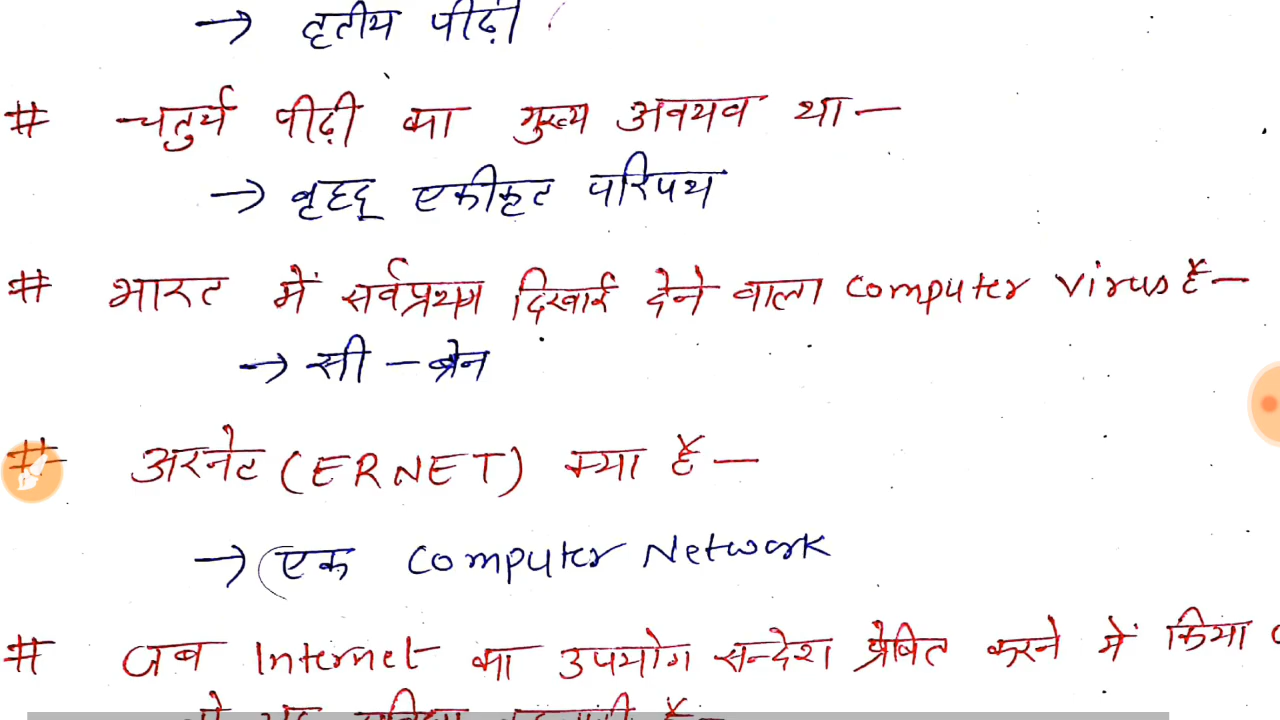 → तृतीय पीढ़ी
# चतुर्थ पीढ़ी का मुख्य अवयव था —
→ वृहद् एकीकृत परिपथ
# भारत में सर्वप्रथम दिखाई देने वाला Computer Virus है —
→ सी - ब्रेन
# अरनेट (ERNET) क्या है —
→ (एक Computer Network
# जब Internet का उपयोग सन्देश प्रेषित करने में किया